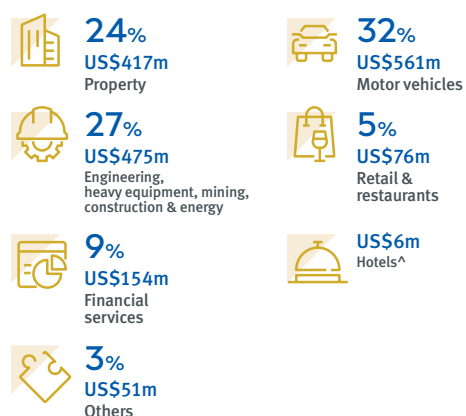 24%
US$417m
Property
32%
US$561m
Motor vehicles
27%
US$475m
Engineering,
heavy equipment, mining,
construction & energy
5%
US$76m
Retail &
restaurants
9%
US$154m
Financial
services
US$6m
Hotels^
3%
US$51m
Others